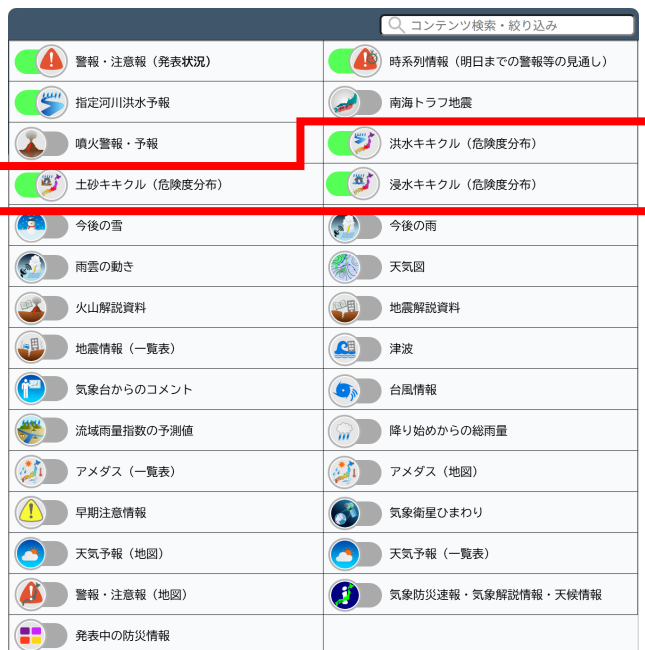 コンテンツ検索・絞り込み
警報・注意報（発表状況）
時系列情報（明日までの警報等の見通し）
指定河川洪水予報
南海トラフ地震
噴火警報・予報
洪水キキクル（危険度分布）
土砂キキクル（危険度分布）
浸水キキクル（危険度分布）
今後の雪
今後の雨
雨雲の動き
天気図
火山解説資料
地震解説資料
地震情報（一覧表）
津波
気象台からのコメント
台風情報
流域雨量指数の予測値
降り始めからの総雨量
アメダス（一覧表）
アメダス（地図）
早期注意情報
気象衛星ひまわり
天気予報（地図）
天気予報（一覧表）
警報・注意報（地図）
気象防災速報・気象解説情報・天候情報
発表中の防災情報